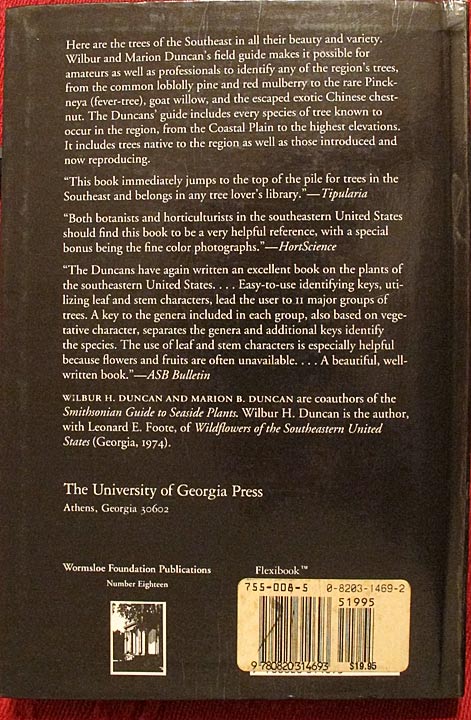 Here are the trees of the Southeast in all their beauty and variety.
Wilbur and Marion Duncan's field guide makes it possible for
amateurs as well as professionals to identify any of the region's trees,
from the common loblolly pine and red mulberry to the rare Pinck-
neya (fever-tree), goat willow, and the escaped exotic Chinese chest-
nut. The Duncans' guide includes every species of tree known to
occur in the region, from the Coastal Plain to the highest elevations.
It includes trees native to the region as well as those introduced and
now reproducing.
"This book immediately jumps to the top of the pile for trees in the
Southeast and belongs in any tree lover's library."—Tipularia
"Both botanists and horticulturists in the southeastern United States
should find this book to be a very helpful reference, with a special
bonus being the fine color photographs."—HortScience
"The Duncans have again written an excellent book on the plants of
the southeastern United States. . . . Easy-to-use identifying keys, uti-
lizing leaf and stem characters, lead the user to 11 major groups of
trees. A key to the genera included in each group, also based on vege-
tative character, separates the genera and additional keys identify
the species. The use of leaf and stem characters is especially helpful
because flowers and fruits are often unavailable. . . . A beautiful, well-
written book."—ASB Bulletin
WILBUR H. DUNCAN AND MARION B. DUNCAN are coauthors of the
Smithsonian Guide to Seaside Plants. Wilbur H. Duncan is the author,
with Leonard E. Foote, of Wildflowers of the Southeastern United
States (Georgia, 1974).
The University of Georgia Press
Athens, Georgia 30602
Wormsloe Foundation Publications
Number Eighteen
Flexibook™
755-008-5 0-8203-1469-2
51995
9 780820 314693 $19.95